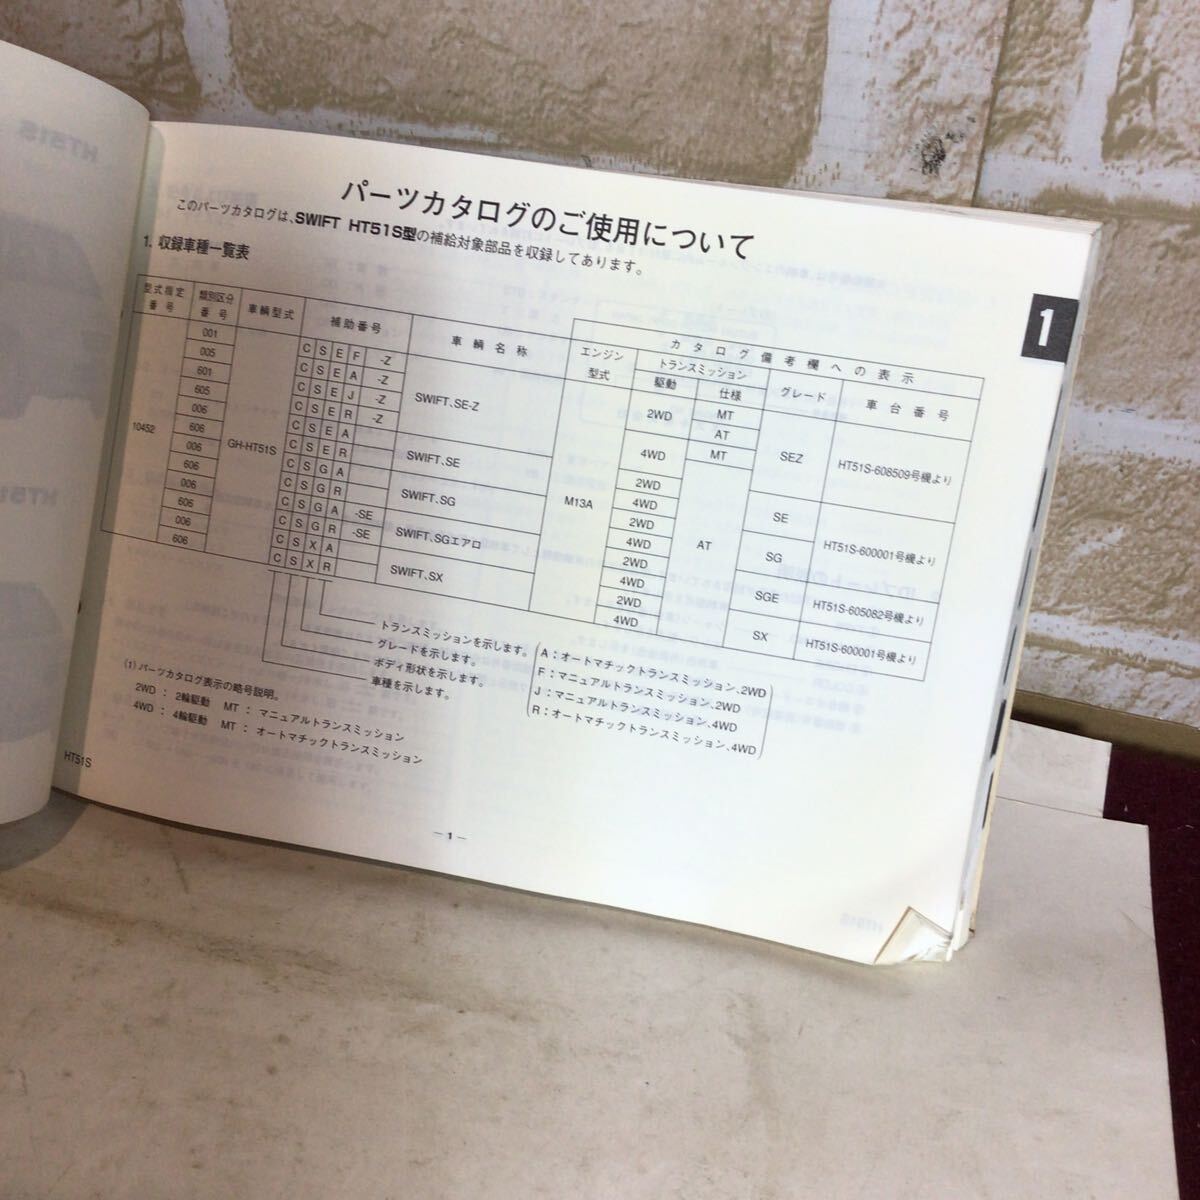 パーツカタログのご使用について
このパーツカタログは、SWIFT HT51S型の補給対象部品を収録してあります。
1. 収録車種一覧表
型式指定番号 類別区分番号 車輌型式 補助番号 車輌名称 カタログ備考欄への表示
エンジン型式 トランスミッション グレード 車台番号
駆動 仕様
10452 GH-HT51S M13A
001 C S E F -Z SWIFT、SE-Z 2WD MT SEZ HT51S-608509号機より
005 C S E A -Z AT
601 C S E J -Z 4WD MT
605 C S E R -Z AT
006 C S E A SWIFT、SE 2WD SE HT51S-600001号機より
606 C S E R 4WD
006 C S G A SWIFT、SG 2WD SG
606 C S G R 4WD
006 C S G A -SE SWIFT、SGエアロ 2WD SGE HT51S-605082号機より
606 C S G R -SE 4WD
006 C S X A SWIFT、SX 2WD SX HT51S-600001号機より
606 C S X R 4WD
トランスミッションを示します。
グレードを示します。
ボディ形状を示します。
車種を示します。
A：オートマチックトランスミッション、2WD
F：マニュアルトランスミッション、2WD
J：マニュアルトランスミッション、4WD
R：オートマチックトランスミッション、4WD
(1) パーツカタログ表示の略号説明。
2WD： 2輪駆動 MT： マニュアルトランスミッション
4WD： 4輪駆動 MT： オートマチックトランスミッション
HT51S
— 1 —
1